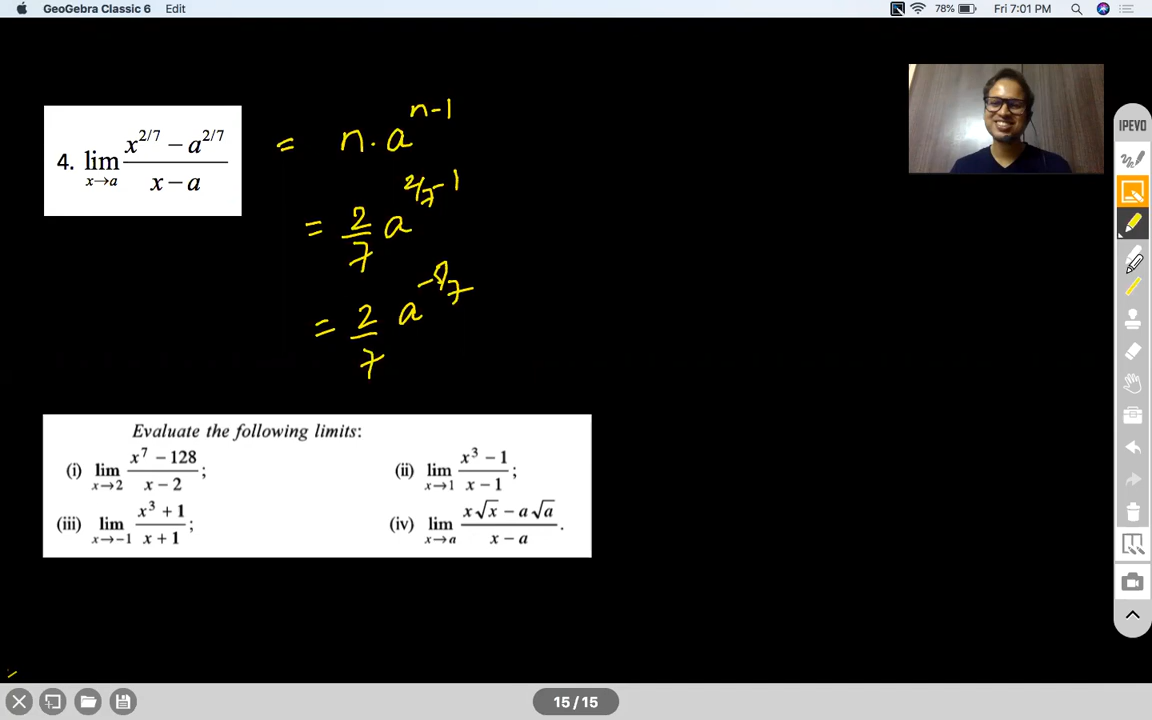 GeoGebra Classic 6 Edit 78% Fri 7:01 PM
IPEVO
4. lim x→a (x^2/7 − a^2/7)/(x − a) = n · a^n-1
= 2/7 a^2/7-1
= 2/7 a^-5/7
Evaluate the following limits:
(i) lim x→2 (x^7 − 128)/(x − 2) ; (ii) lim x→1 (x^3 − 1)/(x − 1) ;
(iii) lim x→−1 (x^3 + 1)/(x + 1) ; (iv) lim x→a (x√x − a√a)/(x − a) .
15 / 15